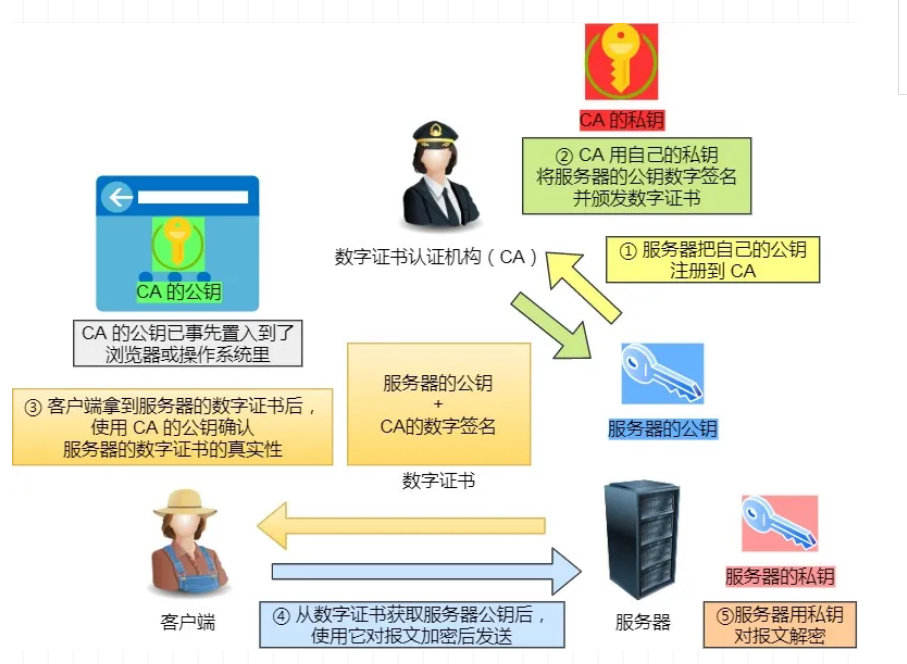 CA 的私钥
② CA 用自己的私钥
将服务器的公钥数字签名
并颁发数字证书
数字证书认证机构（CA）
① 服务器把自己的公钥
注册到 CA
CA 的公钥
CA 的公钥已事先置入到了
浏览器或操作系统里
服务器的公钥
+
CA的数字签名
数字证书
服务器的公钥
③ 客户端拿到服务器的数字证书后，
使用 CA 的公钥确认
服务器的数字证书的真实性
客户端
④ 从数字证书获取服务器公钥后，
使用它对报文加密后发送
服务器
服务器的私钥
⑤服务器用私钥
对报文解密